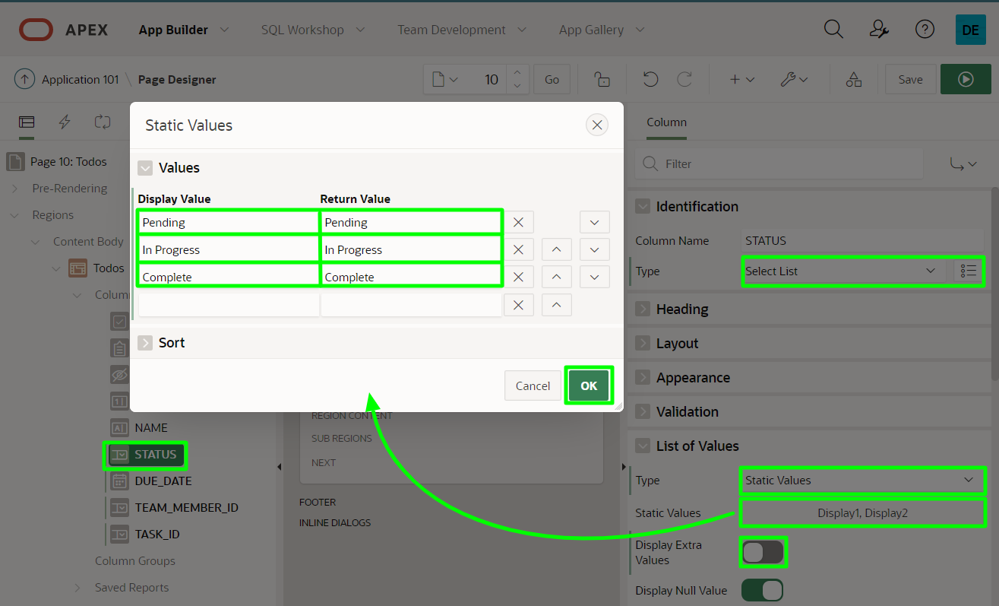 APEX App Builder SQL Workshop Team Development App Gallery DE
Application 101 \ Page Designer 10 Go Save
Static Values
Values
Display Value Return Value
Pending Pending
In Progress In Progress
Complete Complete
Sort
Cancel OK
Page 10: Todos
Pre-Rendering
Regions
Content Body
Todos
Colum
NAME
STATUS
DUE_DATE
TEAM_MEMBER_ID
TASK_ID
Column Groups
Saved Reports
REGION CONTENT
SUB REGIONS
NEXT
FOOTER
INLINE DIALOGS
Column
Filter
Identification
Column Name STATUS
Type Select List
Heading
Layout
Appearance
Validation
List of Values
Type Static Values
Static Values Display1, Display2
Display Extra
Values
Display Null Value